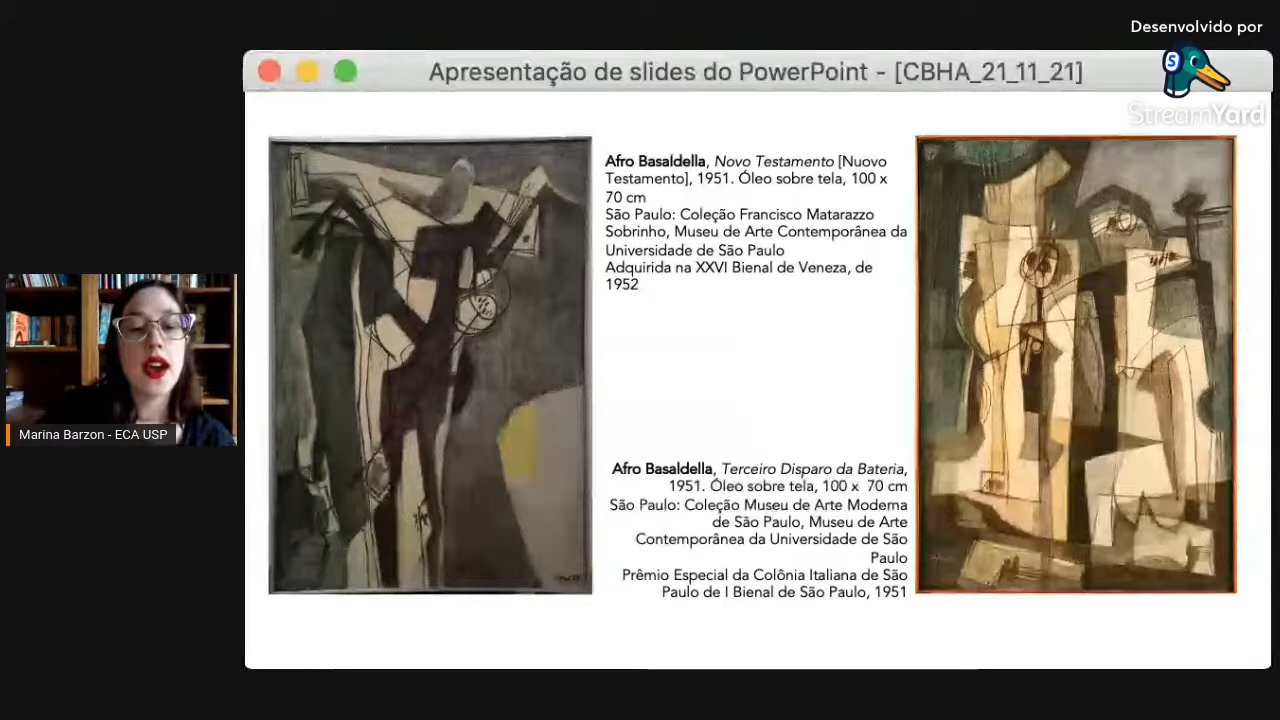 Desenvolvido por
S
StreamYard
Apresentação de slides do PowerPoint - [CBHA_21_11_21]
Afro Basaldella, Novo Testamento [Nuovo
Testamento], 1951. Óleo sobre tela, 100 x
70 cm
São Paulo: Coleção Francisco Matarazzo
Sobrinho, Museu de Arte Contemporânea da
Universidade de São Paulo
Adquirida na XXVI Bienal de Veneza, de
1952
Marina Barzon - ECA USP
Afro Basaldella, Terceiro Disparo da Bateria,
1951. Óleo sobre tela, 100 x 70 cm
São Paulo: Coleção Museu de Arte Moderna
de São Paulo, Museu de Arte
Contemporânea da Universidade de São
Paulo
Prêmio Especial da Colônia Italiana de São
Paulo de I Bienal de São Paulo, 1951